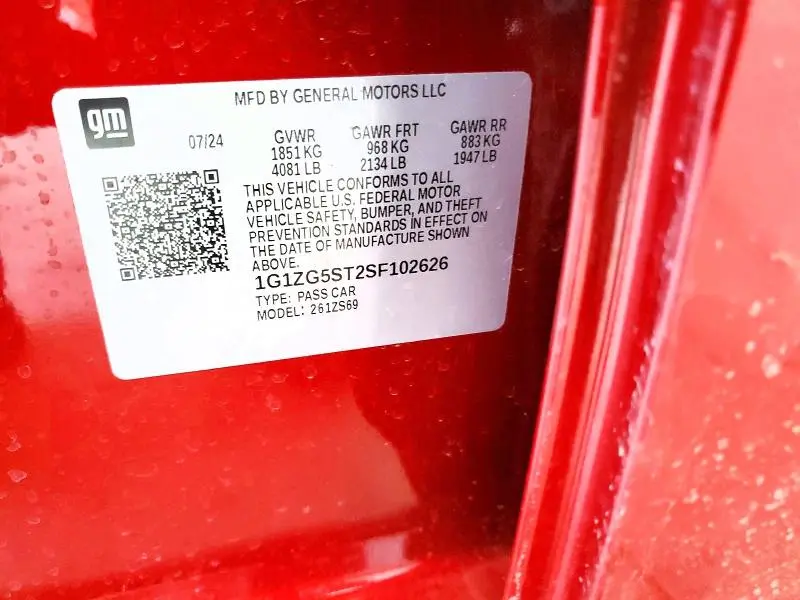 gm
MFD BY GENERAL MOTORS LLC
07/24
GVWR
1851 KG
4081 LB
GAWR FRT
968 KG
2134 LB
GAWR RR
883 KG
1947 LB
THIS VEHICLE CONFORMS TO ALL
APPLICABLE U.S. FEDERAL MOTOR
VEHICLE SAFETY, BUMPER, AND THEFT
PREVENTION STANDARDS IN EFFECT ON
THE DATE OF MANUFACTURE SHOWN
ABOVE.
1G1ZG5ST2SF102626
TYPE: PASS CAR
MODEL: 261ZS69